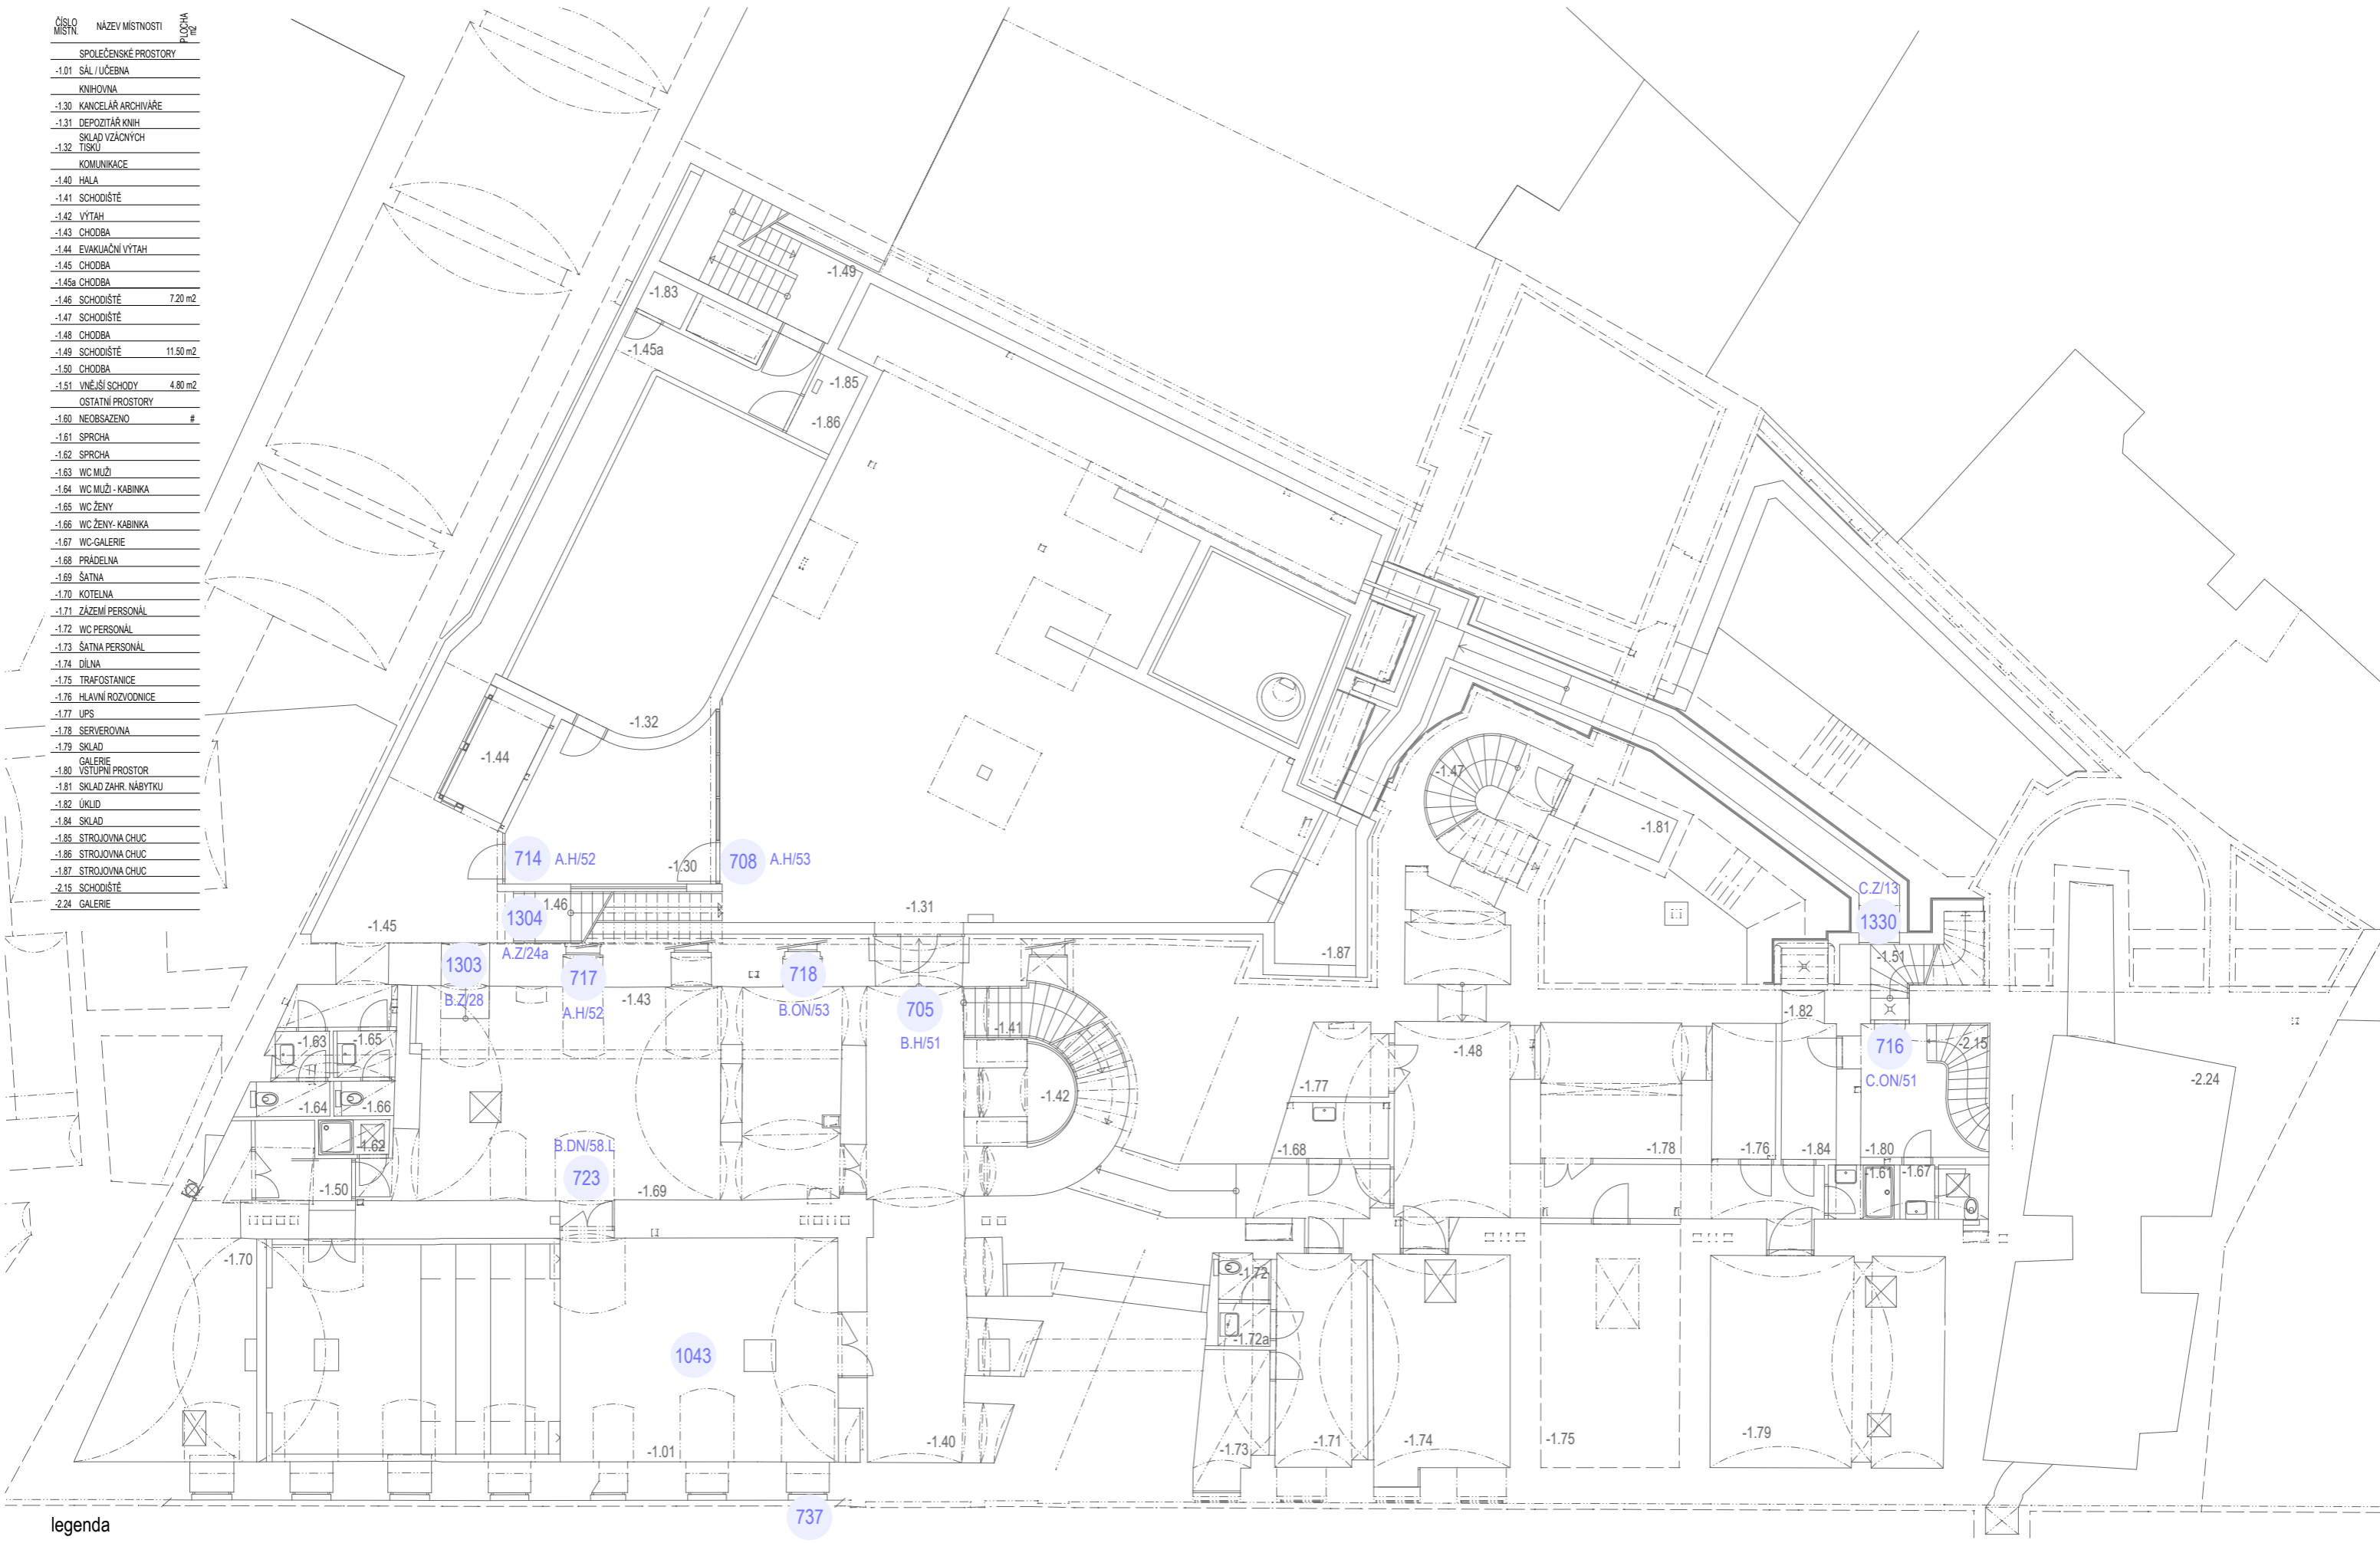 ČÍSLO MÍSTN. NÁZEV MÍSTNOSTI PLOCHA m2
SPOLEČENSKÉ PROSTORY
-1.01 SÁL / UČEBNA
KNIHOVNA
-1.30 KANCELÁŘ ARCHIVÁŘE
-1.31 DEPOZITÁŘ KNIH
-1.32 SKLAD VZÁCNÝCH TISKŮ
KOMUNIKACE
-1.40 HALA
-1.41 SCHODIŠTĚ
-1.42 VÝTAH
-1.43 CHODBA
-1.44 EVAKUAČNÍ VÝTAH
-1.45 CHODBA
-1.45a CHODBA
-1.46 SCHODIŠTĚ 7.20 m2
-1.47 SCHODIŠTĚ
-1.48 CHODBA
-1.49 SCHODIŠTĚ 11.50 m2
-1.50 CHODBA
-1.51 VNĚJŠÍ SCHODY 4.80 m2
OSTATNÍ PROSTORY
-1.60 NEOBSAZENO #
-1.61 SPRCHA
-1.62 SPRCHA
-1.63 WC MUŽI
-1.64 WC MUŽI - KABINKA
-1.65 WC ŽENY
-1.66 WC ŽENY- KABINKA
-1.67 WC-GALERIE
-1.68 PRÁDELNA
-1.69 ŠATNA
-1.70 KOTELNA
-1.71 ZÁZEMÍ PERSONÁL
-1.72 WC PERSONÁL
-1.73 ŠATNA PERSONÁL
-1.74 DÍLNA
-1.75 TRAFOSTANICE
-1.76 HLAVNÍ ROZVODNICE
-1.77 UPS
-1.78 SERVEROVNA
-1.79 SKLAD
-1.80 GALERIE VSTUPNÍ PROSTOR
-1.81 SKLAD ZAHR. NÁBYTKU
-1.82 ÚKLID
-1.84 SKLAD
-1.85 STROJOVNA CHUC
-1.86 STROJOVNA CHUC
-1.87 STROJOVNA CHUC
-2.15 SCHODIŠTĚ
-2.24 GALERIE
-1.49
-1.83
-1.45a
-1.85
-1.86
-1.32
-1.44
-1.47
-1.81
714 A.H/52
-1.30
708 A.H/53
C.Z/13
1330
1304
1.46
-1.31
-1.45
A.Z/24a
-1.87
-1.51
1303
B.Z/28
717
A.H/52
-1.43
718
B.ON/53
705
B.H/51
-1.41
-1.82
-1.63
-1.65
-1.48
716
C.ON/51
-2.15
-2.24
-1.64
-1.66
-1.42
-1.77
-1.62
B.DN/58.L
723
-1.68
-1.78
-1.76
-1.84
-1.80
-1.61
-1.67
-1.50
-1.69
-1.70
-1.72
-1.72a
1043
-1.01
-1.40
-1.73
-1.71
-1.74
-1.75
-1.79
737
legenda